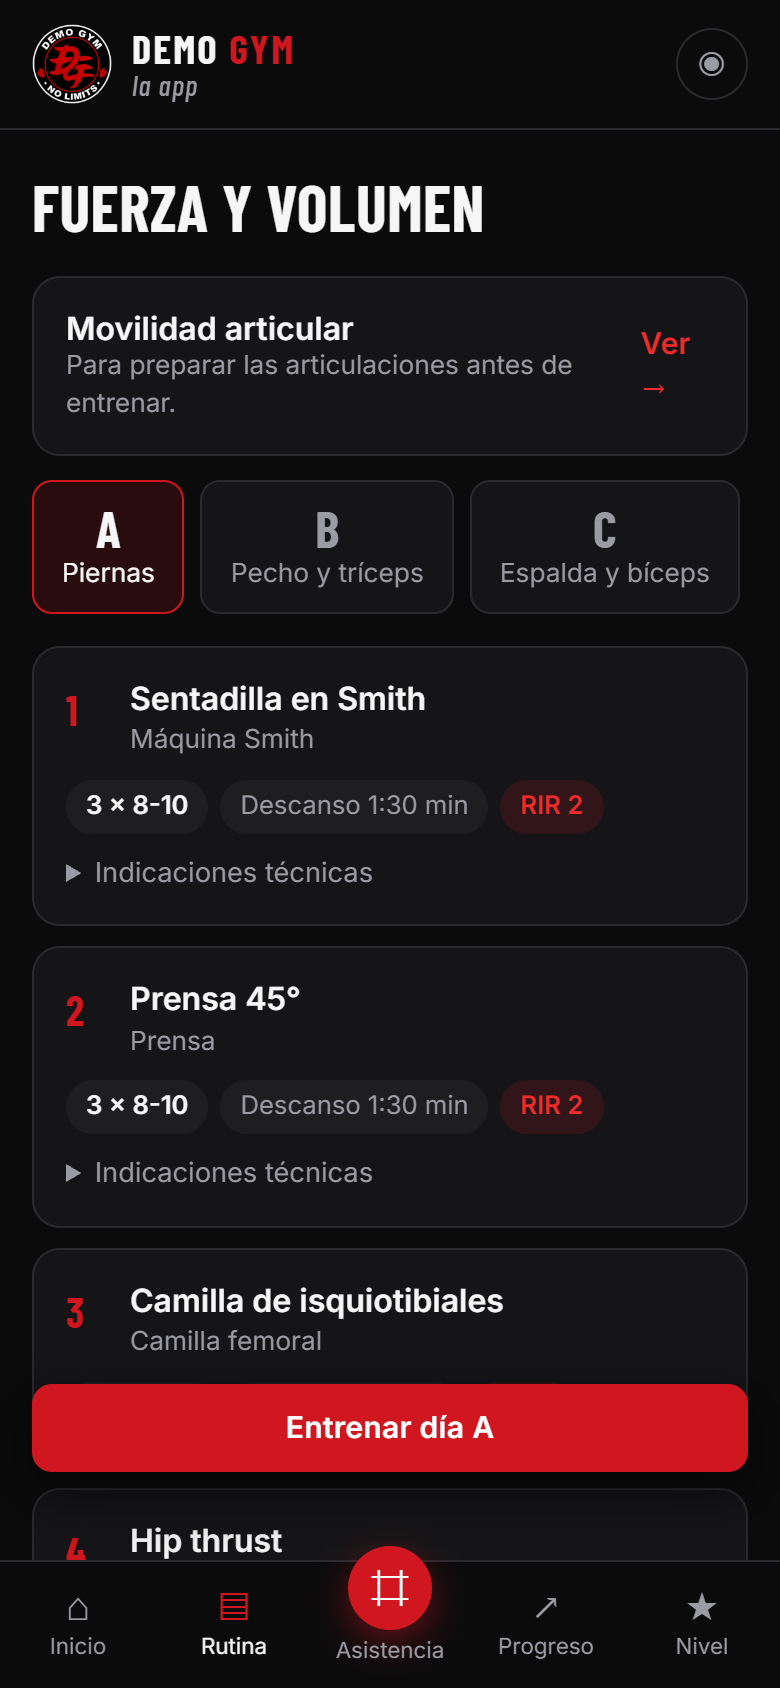 DEMO GYM
NO LIMITS
DEMO GYM
la app
FUERZA Y VOLUMEN
Movilidad articular
Para preparar las articulaciones antes de
entrenar.
Ver
→
A
Piernas
B
Pecho y tríceps
C
Espalda y bíceps
1
Sentadilla en Smith
Máquina Smith
3 × 8-10
Descanso 1:30 min
RIR 2
▶ Indicaciones técnicas
2
Prensa 45°
Prensa
3 × 8-10
Descanso 1:30 min
RIR 2
▶ Indicaciones técnicas
3
Camilla de isquiotibiales
Camilla femoral
Entrenar día A
4
Hip thrust
Inicio
Rutina
Asistencia
Progreso
Nivel